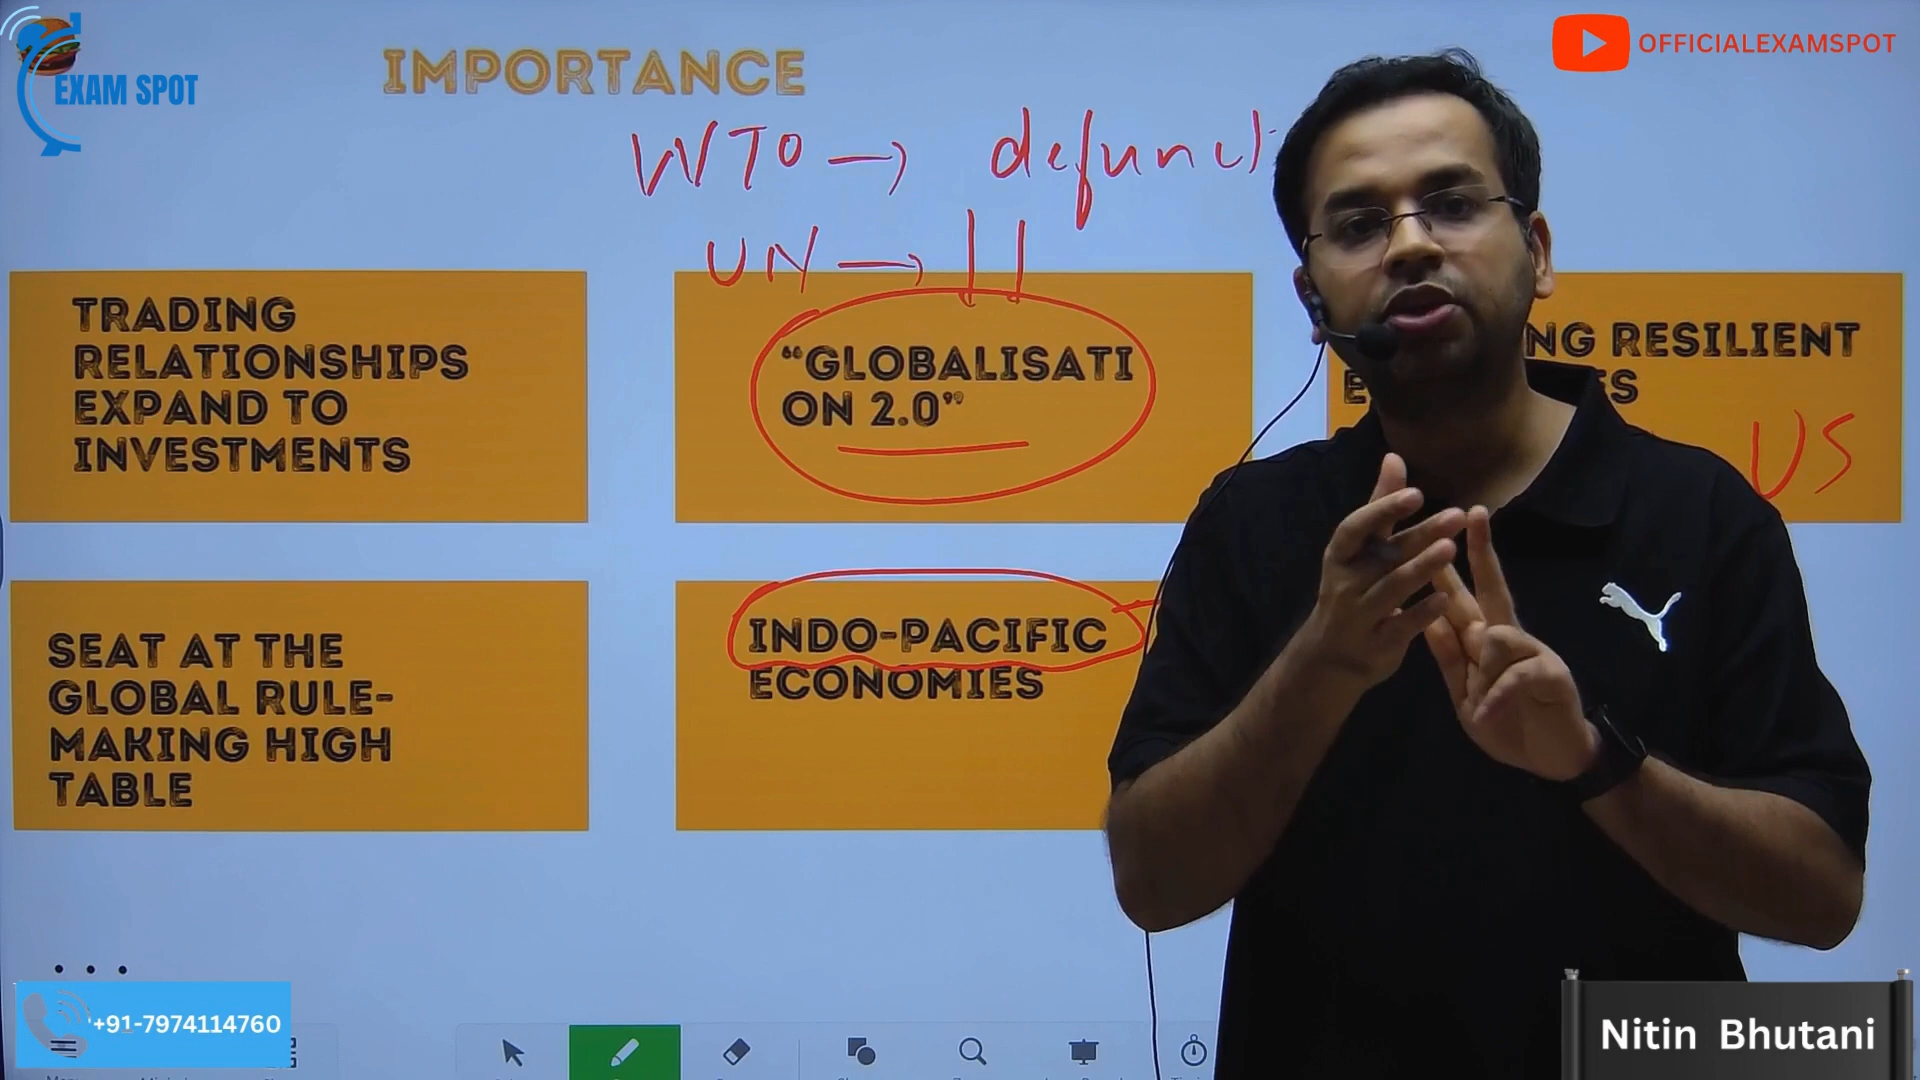 EXAM SPOT
OFFICIALEXAMSPOT
IMPORTANCE
WTO → defunct
UN →
TRADING
RELATIONSHIPS
EXPAND TO
INVESTMENTS
“GLOBALISATI
ON 2.0”
NG RESILIENT
E S
US
SEAT AT THE
GLOBAL RULE-
MAKING HIGH
TABLE
INDO-PACIFIC
ECONOMIES
+91-7974114760
Nitin Bhutani